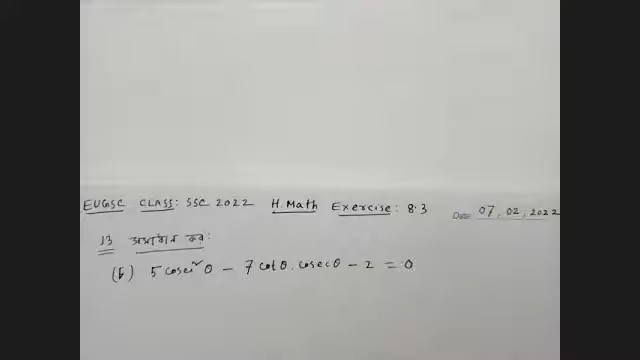 EUGSC CLASS: SSC 2022 H.Math Exercise: 8.3 Date: 07.02.2022
13 সমাধান কর:
(b) 5cosec²θ − 7cotθ.cosecθ − 2 = 0